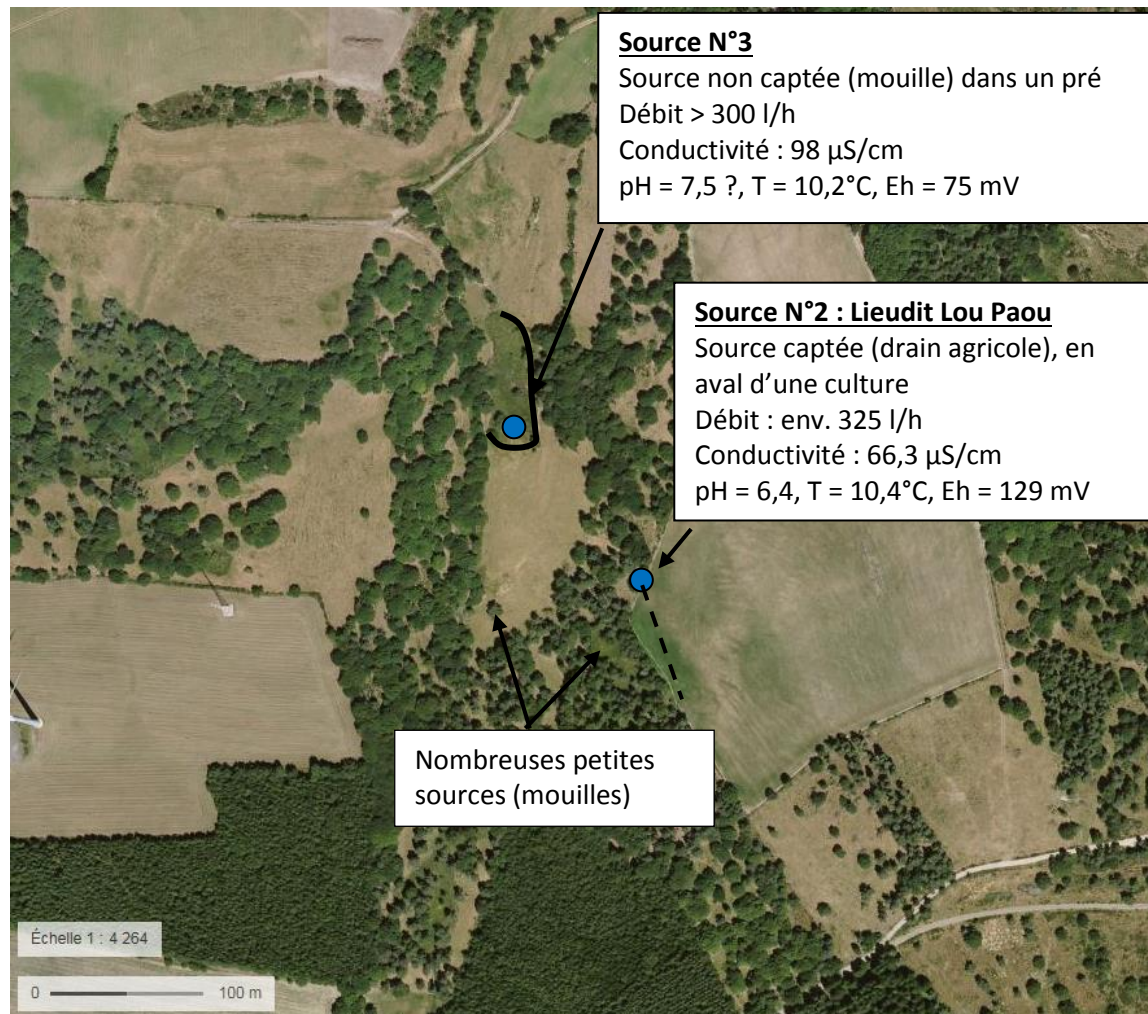 Source N°3
Source non captée (mouille) dans un pré
Débit > 300 l/h
Conductivité : 98 µS/cm
pH = 7,5 ?, T = 10,2°C, Eh = 75 mV
Source N°2 : Lieudit Lou Paou
Source captée (drain agricole), en
aval d’une culture
Débit : env. 325 l/h
Conductivité : 66,3 µS/cm
pH = 6,4, T = 10,4°C, Eh = 129 mV
Nombreuses petites
sources (mouilles)
Échelle 1 : 4 264
0 100 m